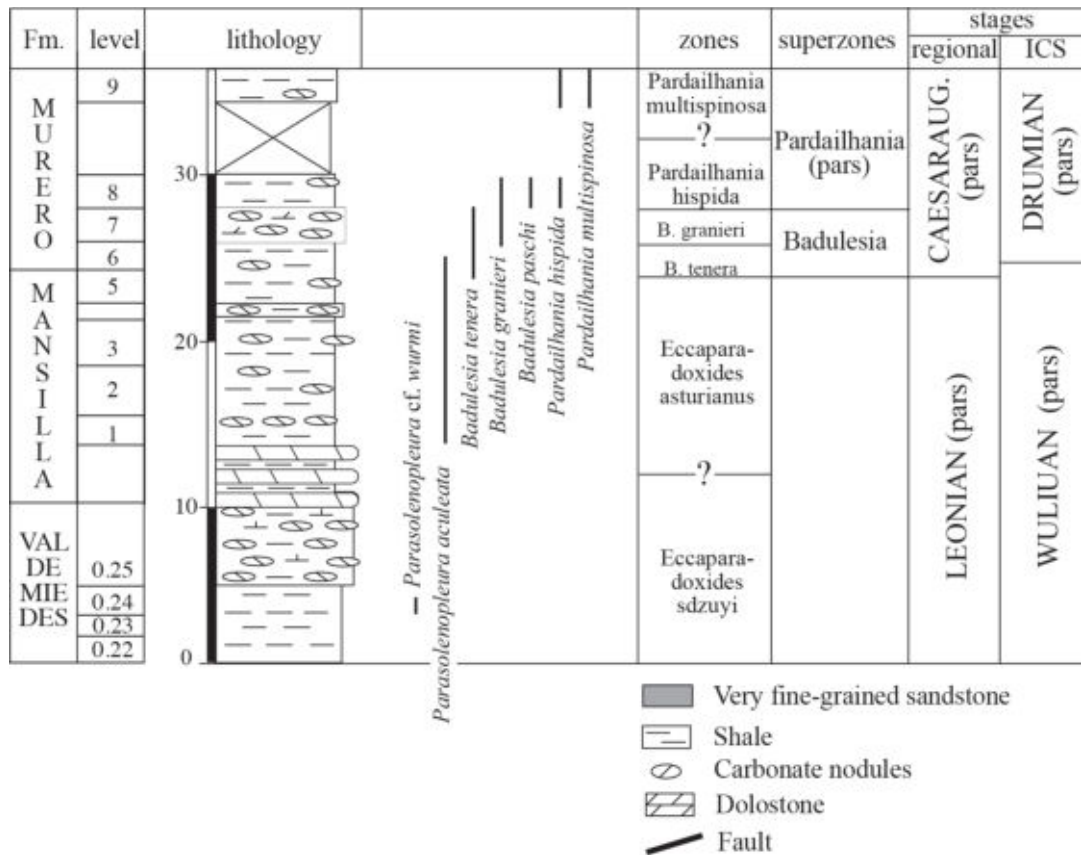 stages
Fm. level lithology zones superzones regional ICS
MURERO
MANSILLA
VAL
DE
MIE
DES
9
8
7
6
5
3
2
1
0.25
0.24
0.23
0.22
30
20
10
0
Parasolenopleura cf. wurmi
Parasolenopleura aculeata
Badulesia tenera
Badulesia granieri
Badulesia paschi
Pardailhania hispida
Pardailhania multispinosa
Pardailhania
multispinosa
?
Pardailhania
hispida
B. granieri
B. tenera
Eccapara-
doxides
asturianus
?
Eccapara-
doxides
sdzuyi
Pardailhania
(pars)
Badulesia
CAESARAUG.
(pars)
LEONIAN (pars)
DRUMIAN
(pars)
WULIUAN (pars)
Very fine-grained sandstone
Shale
Carbonate nodules
Dolostone
Fault